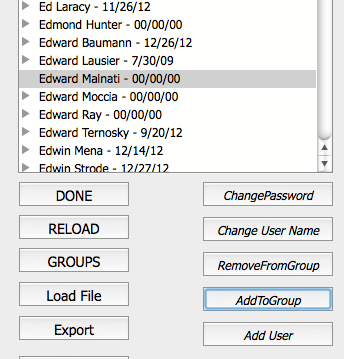 Ed Laracy - 11/26/12
Edmond Hunter - 00/00/00
Edward Baumann - 12/26/12
Edward Lausier - 7/30/09
Edward Malnati - 00/00/00
Edward Moccia - 00/00/00
Edward Ray - 00/00/00
Edward Ternosky - 9/20/12
Edwin Mena - 12/14/12
Edwin Strode - 12/27/12
DONE
ChangePassword
RELOAD
Change User Name
GROUPS
RemoveFromGroup
Load File
AddToGroup
Export
Add User